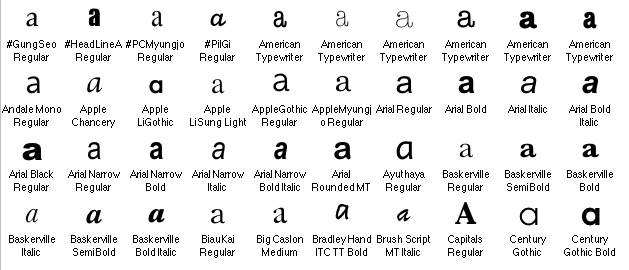 a a a a a a a a a a
#GungSeo #HeadLineA #PCMyungjo #PilGi American American American American American American
Regular Regular Regular Regular Typewriter Typewriter Typewriter Typewriter Typewriter Typewriter
a a a a a a a a a a
Andale Mono Apple Apple Apple AppleGothic AppleMyungj Arial Regular Arial Bold Arial Italic Arial Bold
Regular Chancery LiGothic LiSung Light Regular o Regular Italic
a a a a a a a a a a
Arial Black Arial Narrow Arial Narrow Arial Narrow Arial Narrow Arial Ayuthaya Baskerville Baskerville Baskerville
Regular Regular Bold Italic Bold Italic Rounded MT Regular Regular SemiBold Bold
a a a a a a a A a a
Baskerville Baskerville Baskerville BiauKai Big Caslon Bradley Hand Brush Script Capitals Century Century
Italic SemiBold Bold Italic Regular Medium ITC TT Bold MT Italic Regular Gothic Gothic Bold